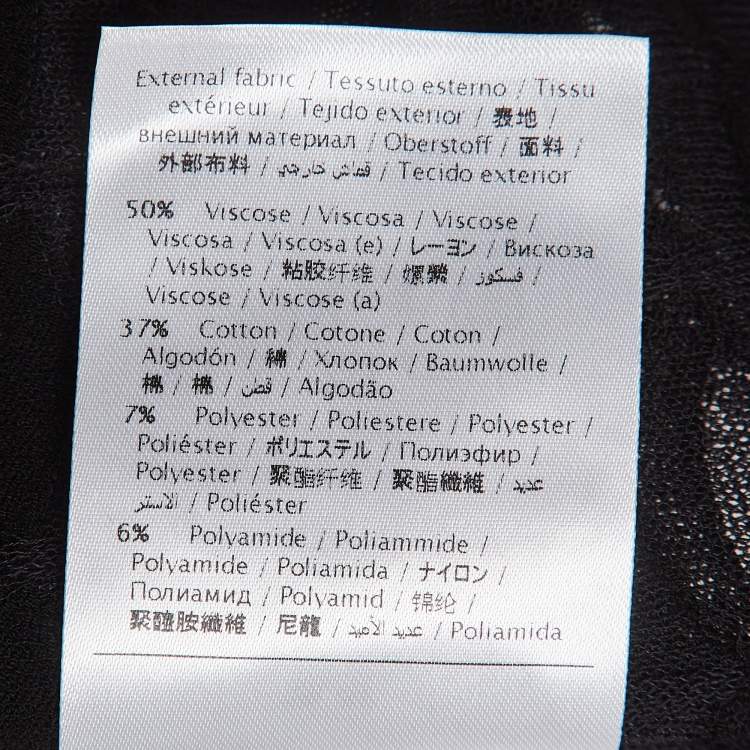 External fabric / Tessuto esterno / Tissu
extérieur / Tejido exterior / 表地 /
внешний материал / Oberstoff / 面料 /
外部布料 / قماش خارجي / Tecido exterior
50% Viscose / Viscosa / Viscose /
Viscosa / Viscosa (e) / レーヨン / Вискоза
/ Viskose / 粘胶纤维 / 嫘縈 / فسكوز /
Viscose / Viscose (a)
37% Cotton / Cotone / Coton /
Algodón / 綿 / Хлопок / Baumwolle /
棉 / 棉 / قطن / Algodão
7% Polyester / Poliestere / Polyester /
Poliéster / ポリエステル / Полиэфир /
Polyester / 聚酯纤维 / 聚酯纖維 / عديد
الاستر / Poliéster
6% Polyamide / Poliammide /
Polyamide / Poliamida / ナイロン /
Полиамид / Polyamid / 锦纶 /
聚醯胺纖維 / 尼龍 / عديد الأميد / Poliamida